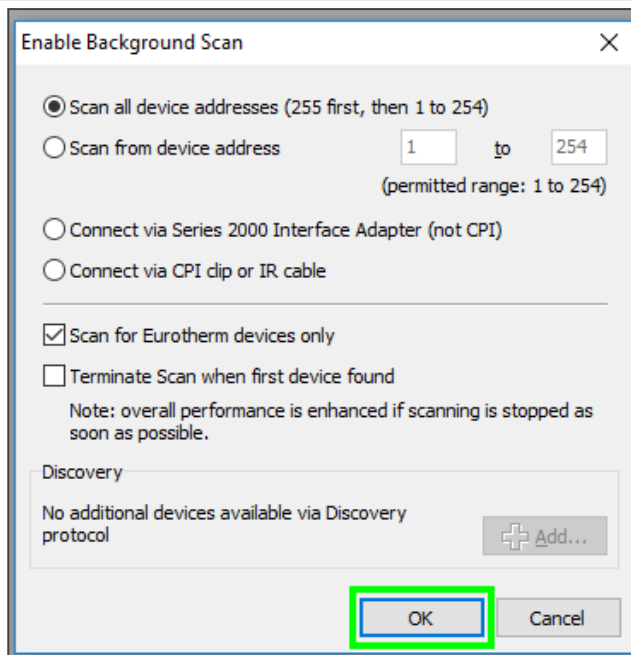 Enable Background Scan
Scan all device addresses (255 first, then 1 to 254)
Scan from device address 1 to 254
(permitted range: 1 to 254)
Connect via Series 2000 Interface Adapter (not CPI)
Connect via CPI clip or IR cable
Scan for Eurotherm devices only
Terminate Scan when first device found
Note: overall performance is enhanced if scanning is stopped as
soon as possible.
Discovery
No additional devices available via Discovery
protocol
Add...
OK Cancel